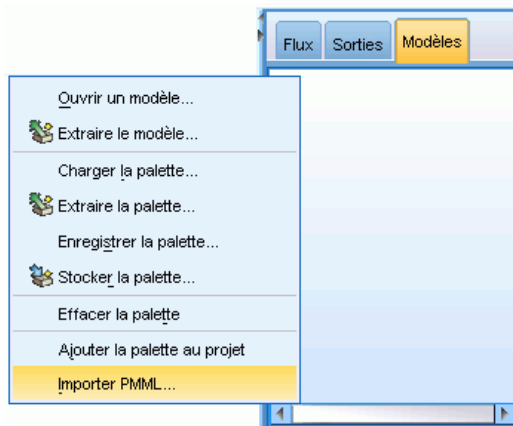 Flux Sorties Modèles
Ouvrir un modèle...
Extraire le modèle...
Charger la palette...
Extraire la palette...
Enregistrer la palette...
Stocker la palette...
Effacer la palette
Ajouter la palette au projet
Importer PMML...